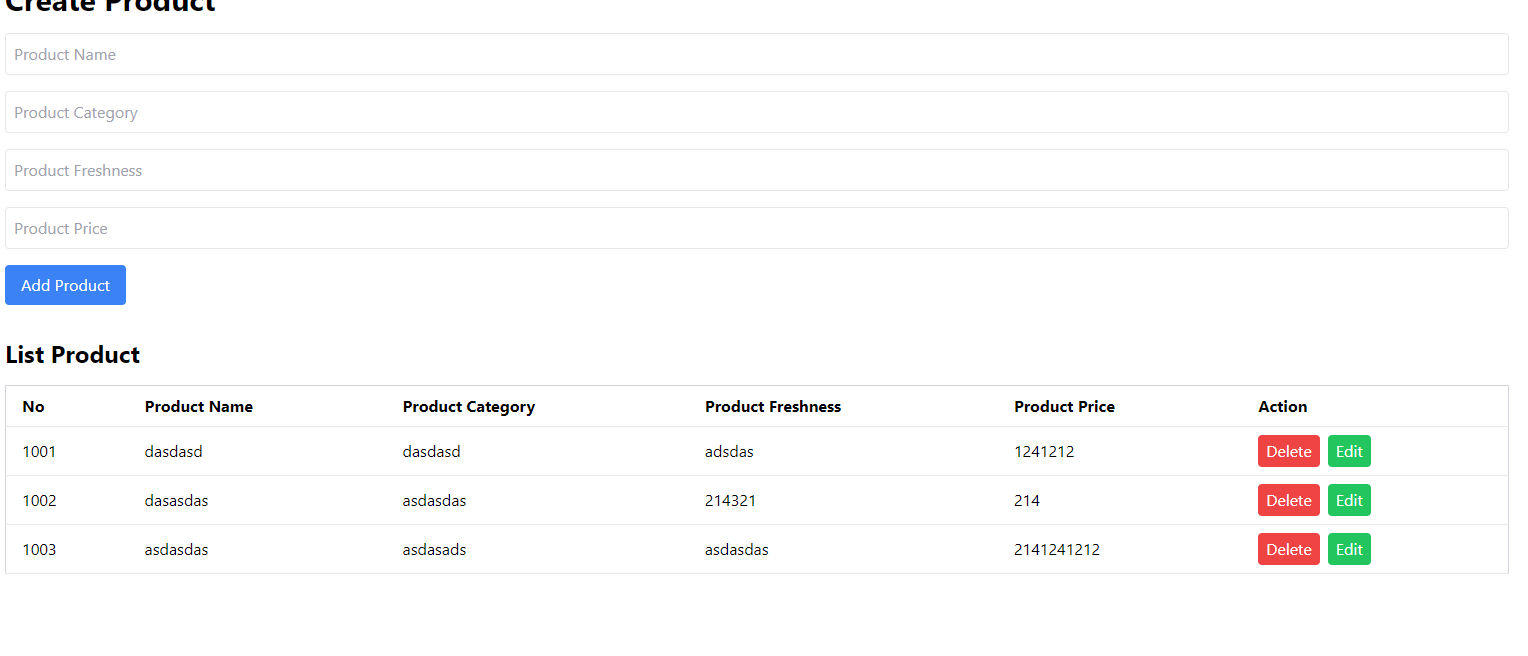 Create Product
Product Name
Product Category
Product Freshness
Product Price
Add Product
List Product
No Product Name Product Category Product Freshness Product Price Action
1001 dasdasd dasdasd adsdas 1241212 Delete Edit
1002 dasasdas asdasdas 214321 214 Delete Edit
1003 asdasdas asdasads asdasdas 2141241212 Delete Edit